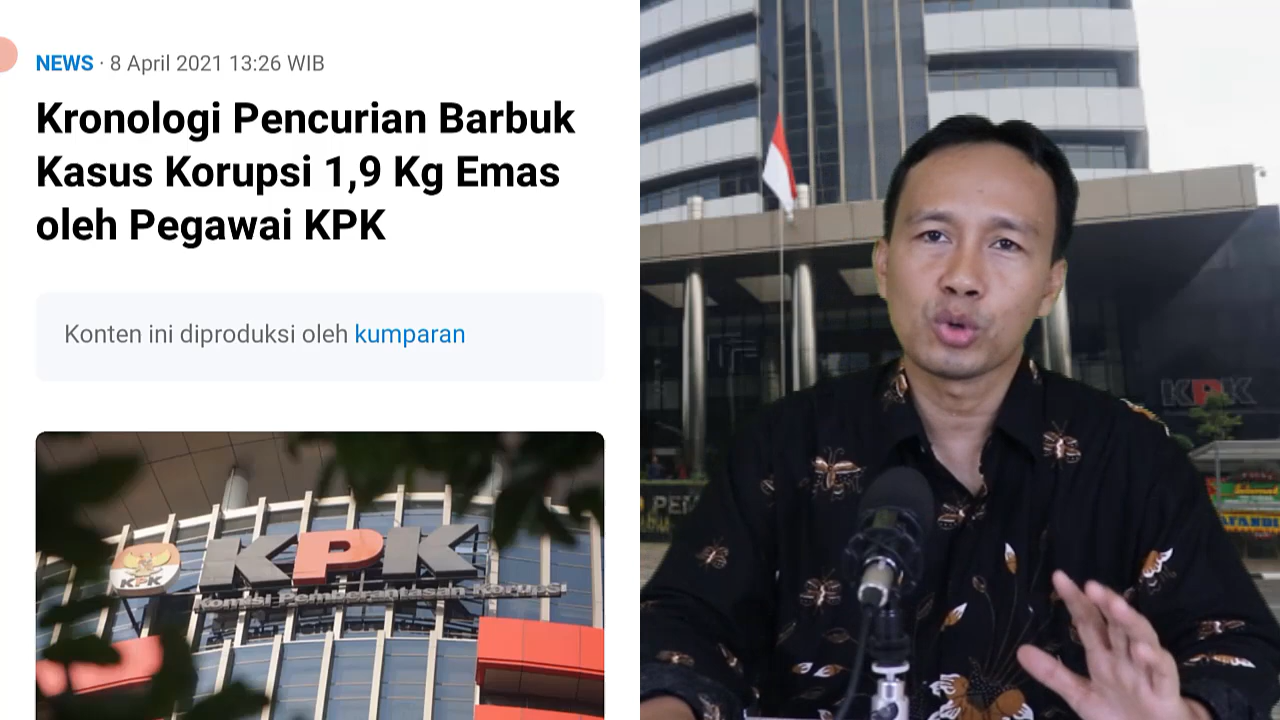 NEWS · 8 April 2021 13:26 WIB
Kronologi Pencurian Barbuk
Kasus Korupsi 1,9 Kg Emas
oleh Pegawai KPK
Konten ini diproduksi oleh kumparan
KPK
KPK
Komisi Pemberantasan Korupsi
KPK